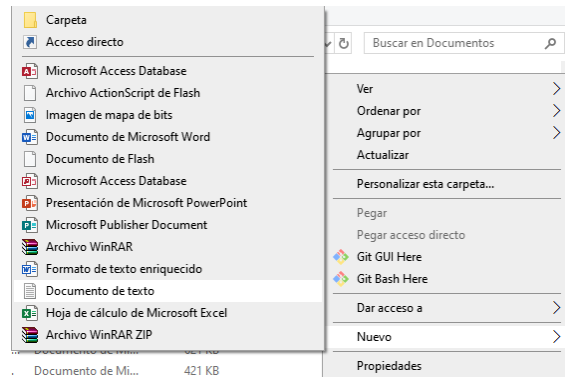 Carpeta
Acceso directo
Microsoft Access Database
Archivo ActionScript de Flash
Imagen de mapa de bits
Documento de Microsoft Word
Documento de Flash
Microsoft Access Database
Presentación de Microsoft PowerPoint
Microsoft Publisher Document
Archivo WinRAR
Formato de texto enriquecido
Documento de texto
Hoja de cálculo de Microsoft Excel
Archivo WinRAR ZIP
Documento de Mi... 421 KB
Buscar en Documentos
Ver
Ordenar por
Agrupar por
Actualizar
Personalizar esta carpeta...
Pegar
Pegar acceso directo
Git GUI Here
Git Bash Here
Dar acceso a
Nuevo
Propiedades